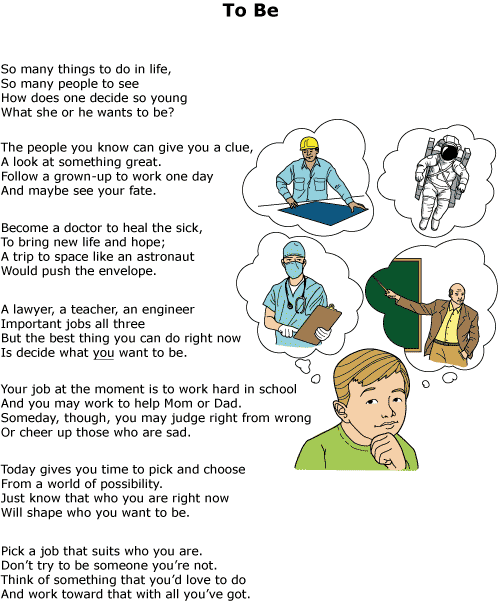 To Be
So many things to do in life,
So many people to see
How does one decide so young
What she or he wants to be?
The people you know can give you a clue,
A look at something great.
Follow a grown-up to work one day
And maybe see your fate.
Become a doctor to heal the sick,
To bring new life and hope;
A trip to space like an astronaut
Would push the envelope.
A lawyer, a teacher, an engineer
Important jobs all three
But the best thing you can do right now
Is decide what you want to be.
Your job at the moment is to work hard in school
And you may work to help Mom or Dad.
Someday, though, you may judge right from wrong
Or cheer up those who are sad.
Today gives you time to pick and choose
From a world of possibility.
Just know that who you are right now
Will shape who you want to be.
Pick a job that suits who you are.
Don’t try to be someone you’re not.
Think of something that you’d love to do
And work toward that with all you’ve got.